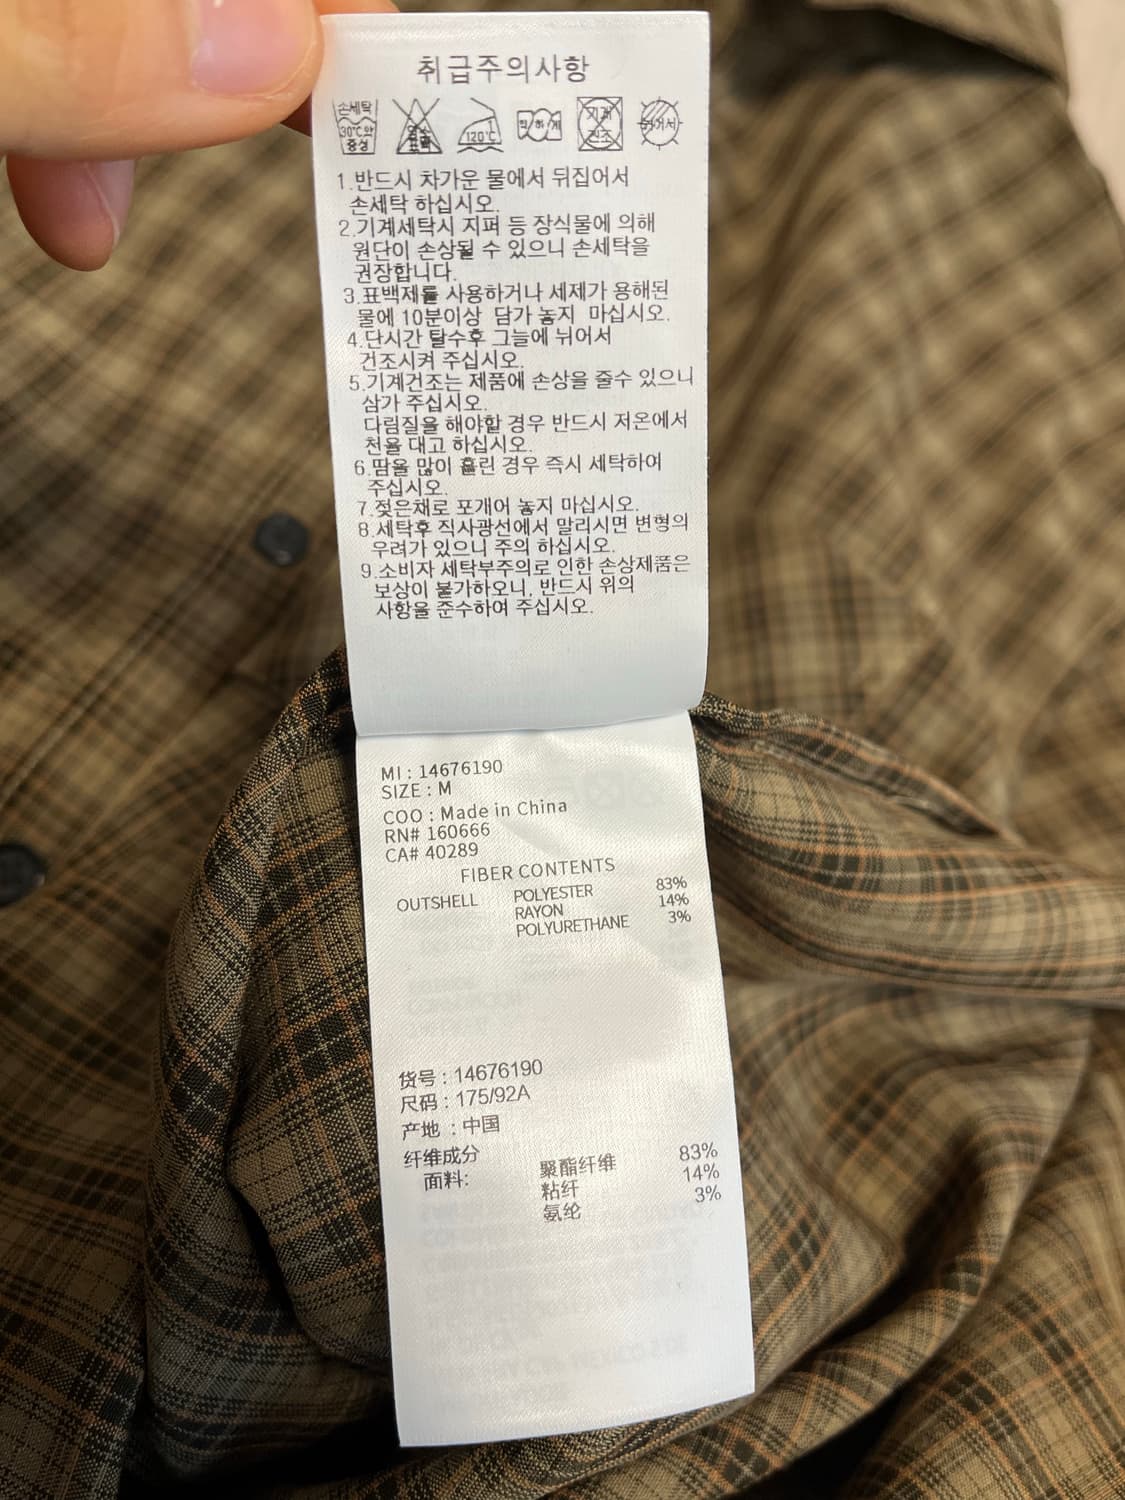 취급주의사항
손세탁
30℃약
중성
염소
표백
120℃
약하게
기계
건조
뉘어서
1.반드시 차가운 물에서 뒤집어서
손세탁 하십시오.
2.기계세탁시 지퍼 등 장식물에 의해
원단이 손상될 수 있으니 손세탁을
권장합니다.
3.표백제를 사용하거나 세제가 용해된
물에 10분이상 담가 놓지 마십시오.
4.단시간 탈수후 그늘에 뉘어서
건조시켜 주십시오.
5.기계건조는 제품에 손상을 줄수 있으니
삼가 주십시오.
다림질을 해야할 경우 반드시 저온에서
천을 대고 하십시오.
6.땀을 많이 흘린 경우 즉시 세탁하여
주십시오.
7.젖은채로 포개어 놓지 마십시오.
8.세탁후 직사광선에서 말리시면 변형의
우려가 있으니 주의 하십시오.
9.소비자 세탁부주의로 인한 손상제품은
보상이 불가하오니, 반드시 위의
사항을 준수하여 주십시오.
MI : 14676190
SIZE : M
COO : Made in China
RN# 160666
CA# 40289
FIBER CONTENTS
OUTSHELL POLYESTER 83%
RAYON 14%
POLYURETHANE 3%
货号 : 14676190
尺码 : 175/92A
产地 : 中国
纤维成分
面料: 聚酯纤维 83%
粘纤 14%
氨纶 3%